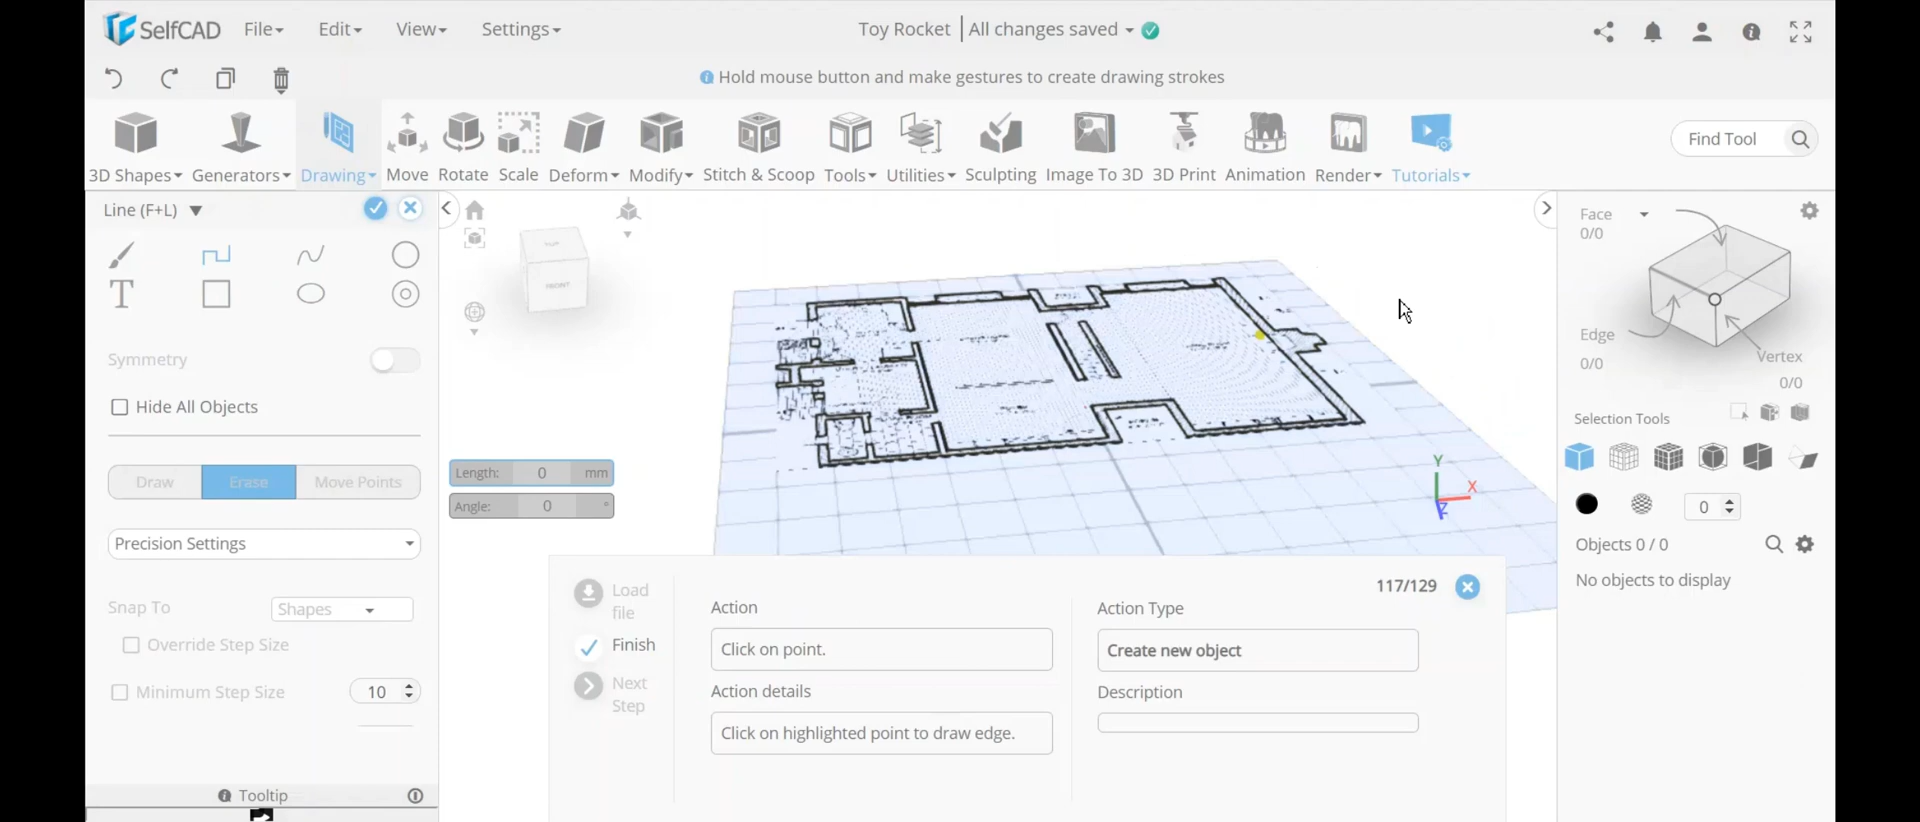 SelfCAD File Edit View Settings Toy Rocket All changes saved
Hold mouse button and make gestures to create drawing strokes
3D Shapes Generators Drawing Move Rotate Scale Deform Modify Stitch & Scoop Tools Utilities Sculpting Image To 3D 3D Print Animation Render Tutorials Find Tool
Line (F+L)
T
Symmetry
Hide All Objects
Draw Erase Move Points
Precision Settings
Snap To Shapes
Override Step Size
Minimum Step Size 10
Tooltip
TOP
FRONT
Length: 0 mm
Angle: 0 °
Y
X
Z
Load file
Finish
Next Step
Action
Click on point.
Action details
Click on highlighted point to draw edge.
117/129
Action Type
Create new object
Description
Face
0/0
Edge
0/0
Vertex
0/0
Selection Tools
0
Objects 0 / 0
No objects to display